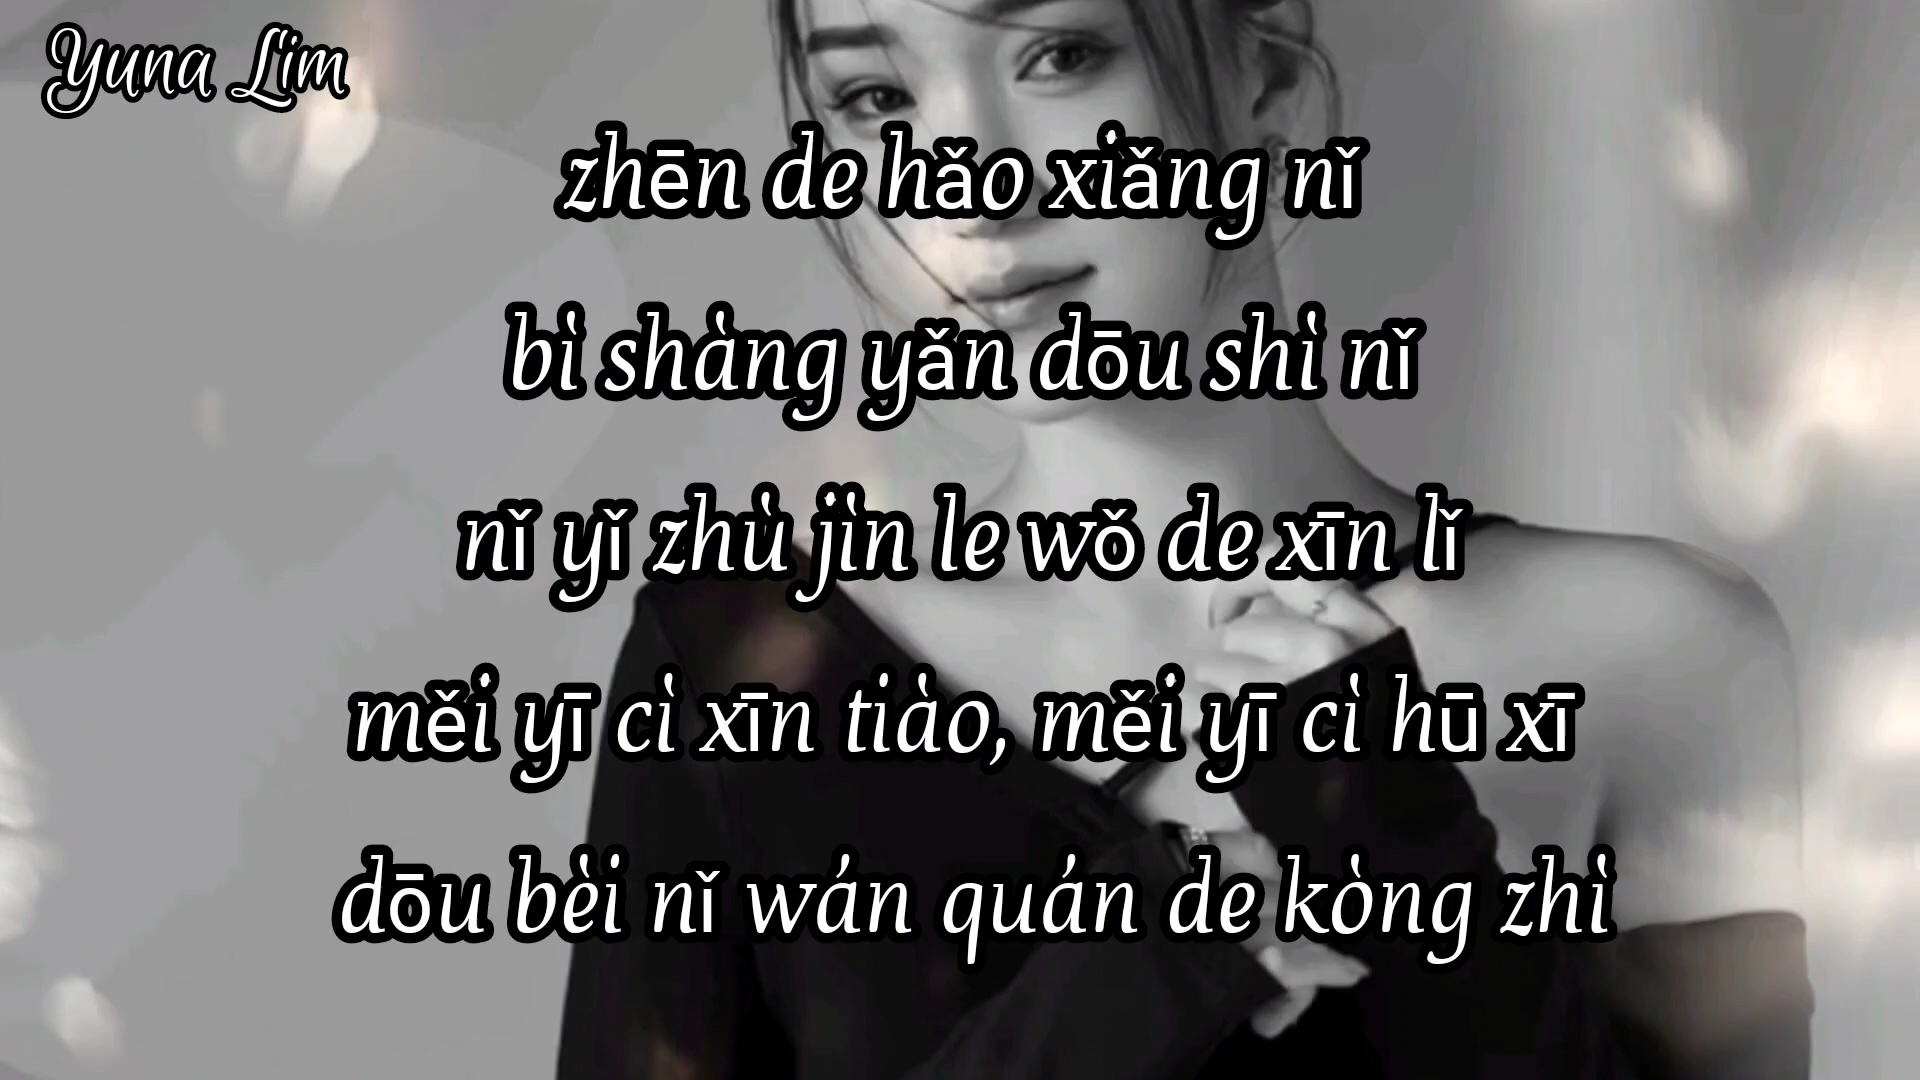 Yuna Lim
zhēn de hǎo xiǎng nǐ
bì shàng yǎn dōu shì nǐ
nǐ yǐ zhù jìn le wǒ de xīn lǐ
měi yī cì xīn tiào, měi yī cì hū xī
dōu bèi nǐ wán quán de kòng zhì